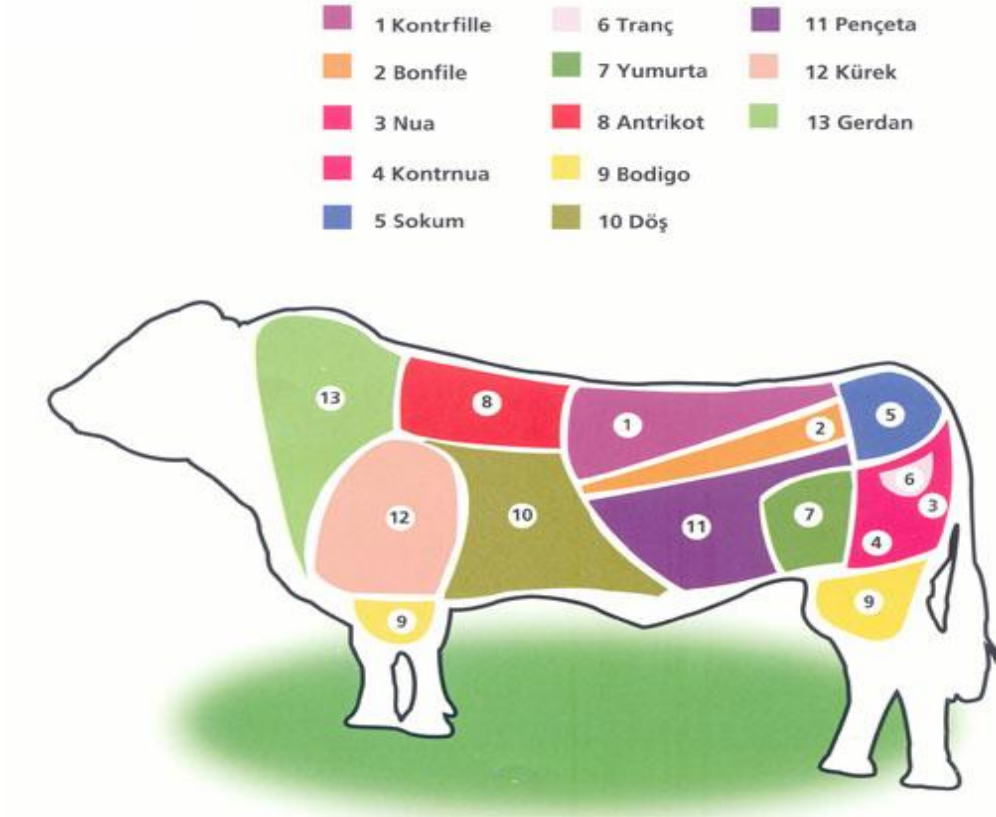 1 Kontrfille
2 Bonfile
3 Nua
4 Kontrnua
5 Sokum
6 Tranç
7 Yumurta
8 Antrikot
9 Bodigo
10 Döş
11 Pençeta
12 Kürek
13 Gerdan
13
8
1
2
5
6
3
12
10
11
7
4
9
9